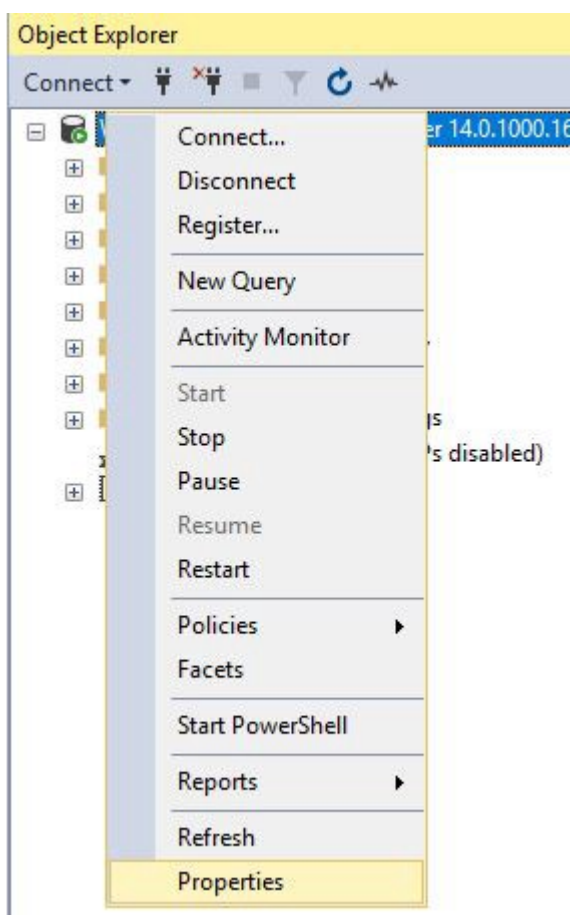 Object Explorer
Connect
er 14.0.1000.16
Connect...
Disconnect
Register...
New Query
Activity Monitor
Start
Stop
gs
Pause
's disabled)
Resume
Restart
Policies
Facets
Start PowerShell
Reports
Refresh
Properties